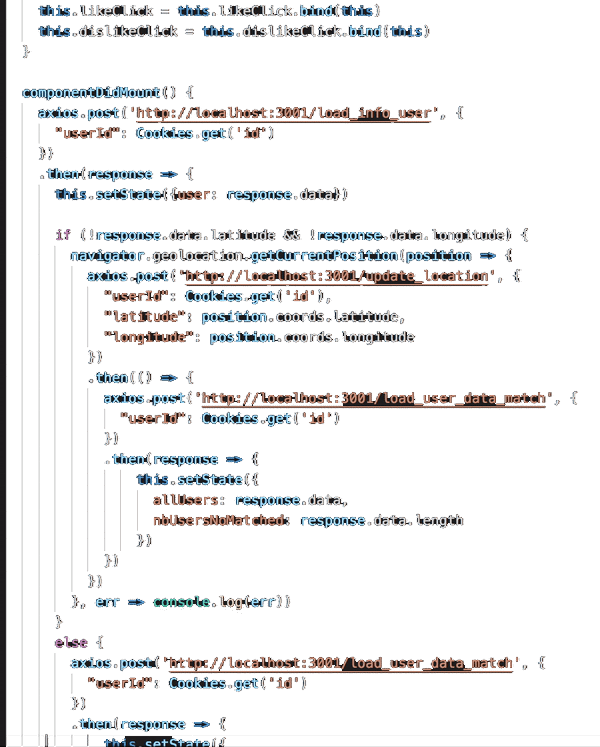 this.likeClick = this.likeClick.bind(this)
this.dislikeClick = this.dislikeClick.bind(this)
}
componentDidMount() {
axios.post('http://localhost:3001/load_info_user', {
"userId": Cookies.get('id')
})
.then(response => {
this.setState({user: response.data})
if (!response.data.latitude && !response.data.longitude) {
navigator.geolocation.getCurrentPosition(position => {
axios.post('http://localhost:3001/update_location', {
"userId": Cookies.get('id'),
"latitude": position.coords.latitude,
"longitude": position.coords.longitude
})
.then(() => {
axios.post('http://localhost:3001/load_user_data_match', {
"userId": Cookies.get('id')
})
.then(response => {
this.setState({
allUsers: response.data,
nbUsersNoMatched: response.data.length
})
})
})
}, err => console.log(err))
}
else {
axios.post('http://localhost:3001/load_user_data_match', {
"userId": Cookies.get('id')
})
.then(response => {
this.setState({